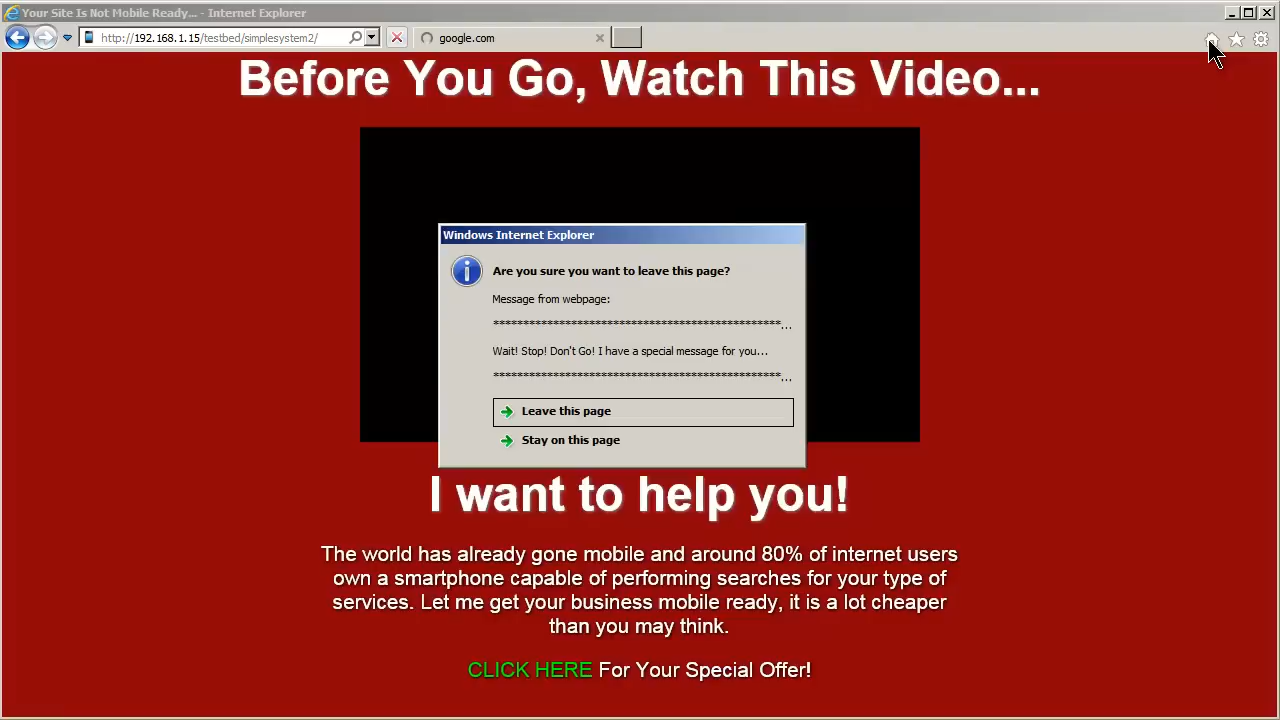 Your Site Is Not Mobile Ready... - Internet Explorer
http://192.168.1.15/testbed/simplesystem2/
google.com
Before You Go, Watch This Video...
Windows Internet Explorer
Are you sure you want to leave this page?
Message from webpage:
************************************************...
Wait! Stop! Don't Go! I have a special message for you...
************************************************...
Leave this page
Stay on this page
I want to help you!
The world has already gone mobile and around 80% of internet users
own a smartphone capable of performing searches for your type of
services. Let me get your business mobile ready, it is a lot cheaper
than you may think.
CLICK HERE For Your Special Offer!